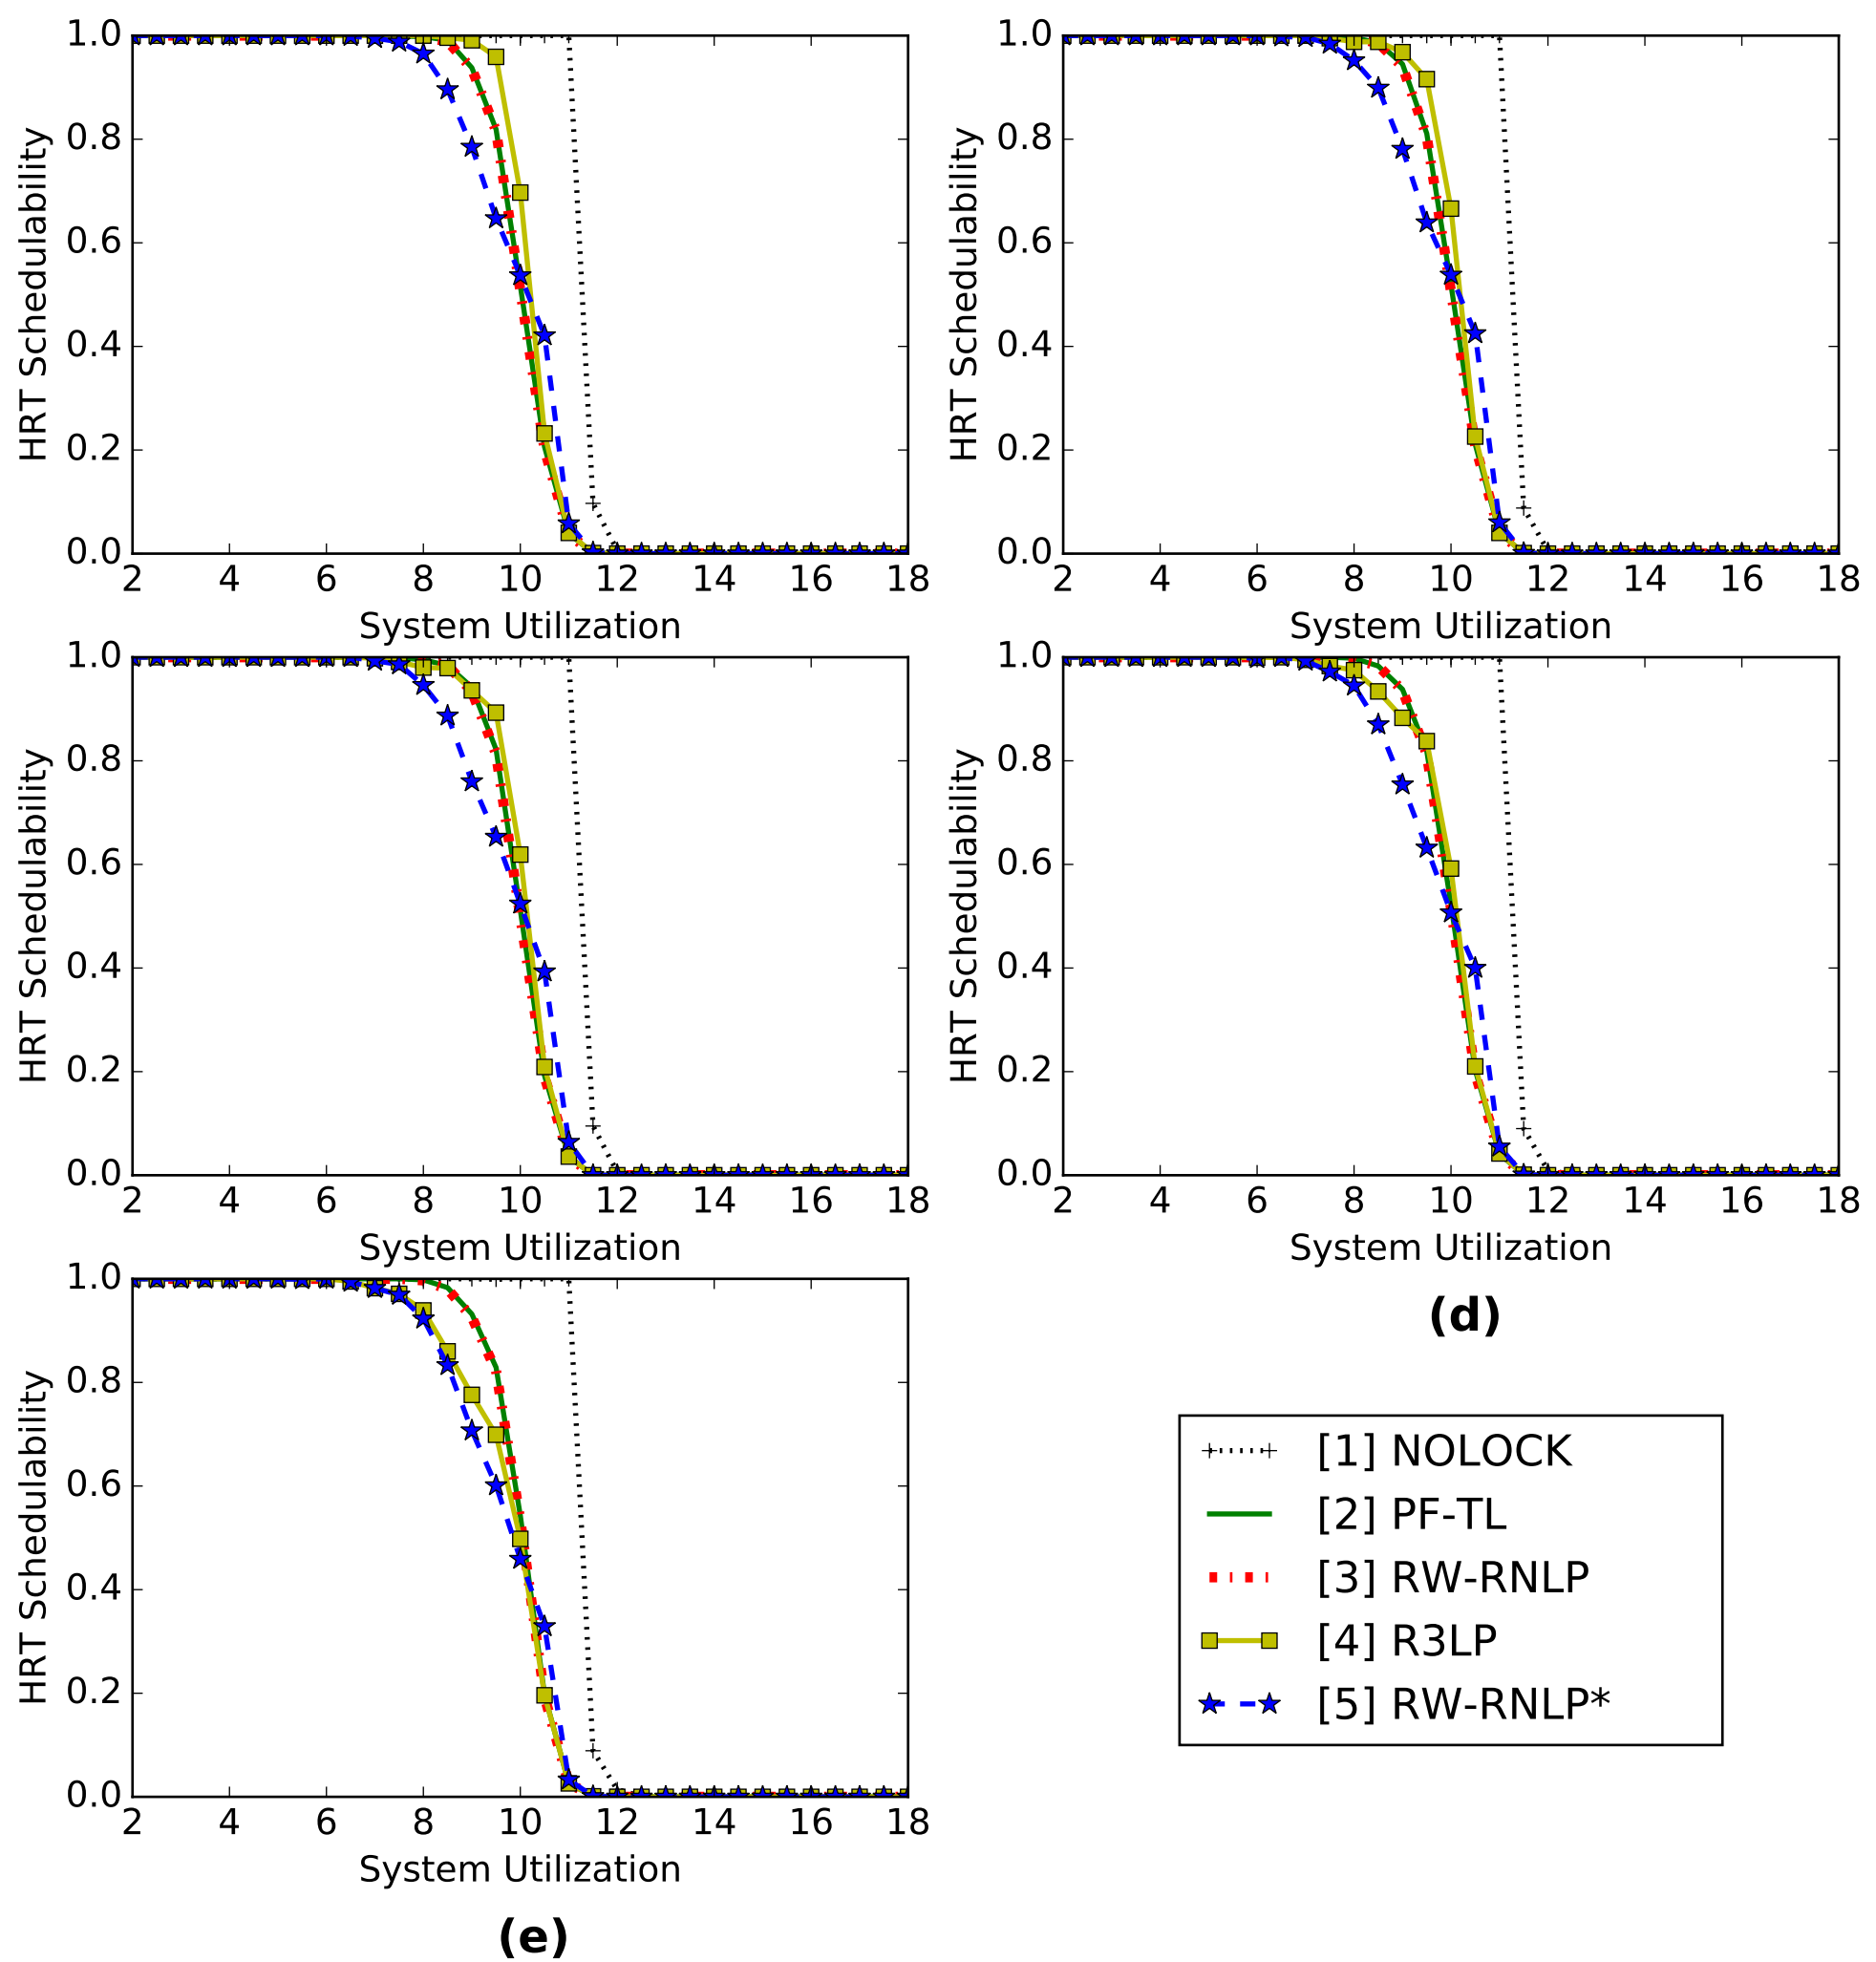 1.0
0.8
0.6
0.4
0.2
0.0
HRT Schedulability
2 4 6 8 10 12 14 16 18
System Utilization
1.0
0.8
0.6
0.4
0.2
0.0
HRT Schedulability
2 4 6 8 10 12 14 16 18
System Utilization
1.0
0.8
0.6
0.4
0.2
0.0
HRT Schedulability
2 4 6 8 10 12 14 16 18
System Utilization
1.0
0.8
0.6
0.4
0.2
0.0
HRT Schedulability
2 4 6 8 10 12 14 16 18
System Utilization
(d)
1.0
0.8
0.6
0.4
0.2
0.0
HRT Schedulability
2 4 6 8 10 12 14 16 18
System Utilization
(e)
[1] NOLOCK
[2] PF-TL
[3] RW-RNLP
[4] R3LP
[5] RW-RNLP*